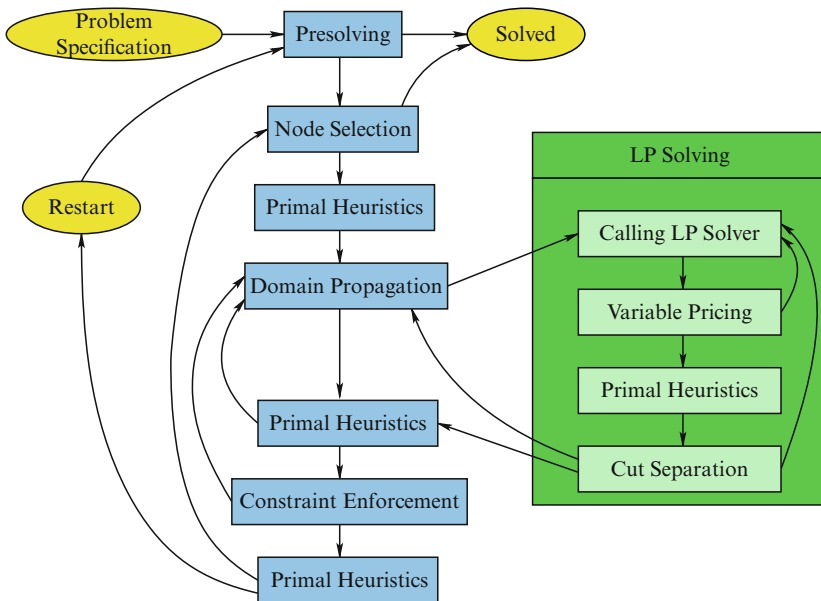 Problem
Specification
Presolving
Solved
Node Selection
LP Solving
Restart
Primal Heuristics
Calling LP Solver
Domain Propagation
Variable Pricing
Primal Heuristics
Primal Heuristics
Cut Separation
Constraint Enforcement
Primal Heuristics